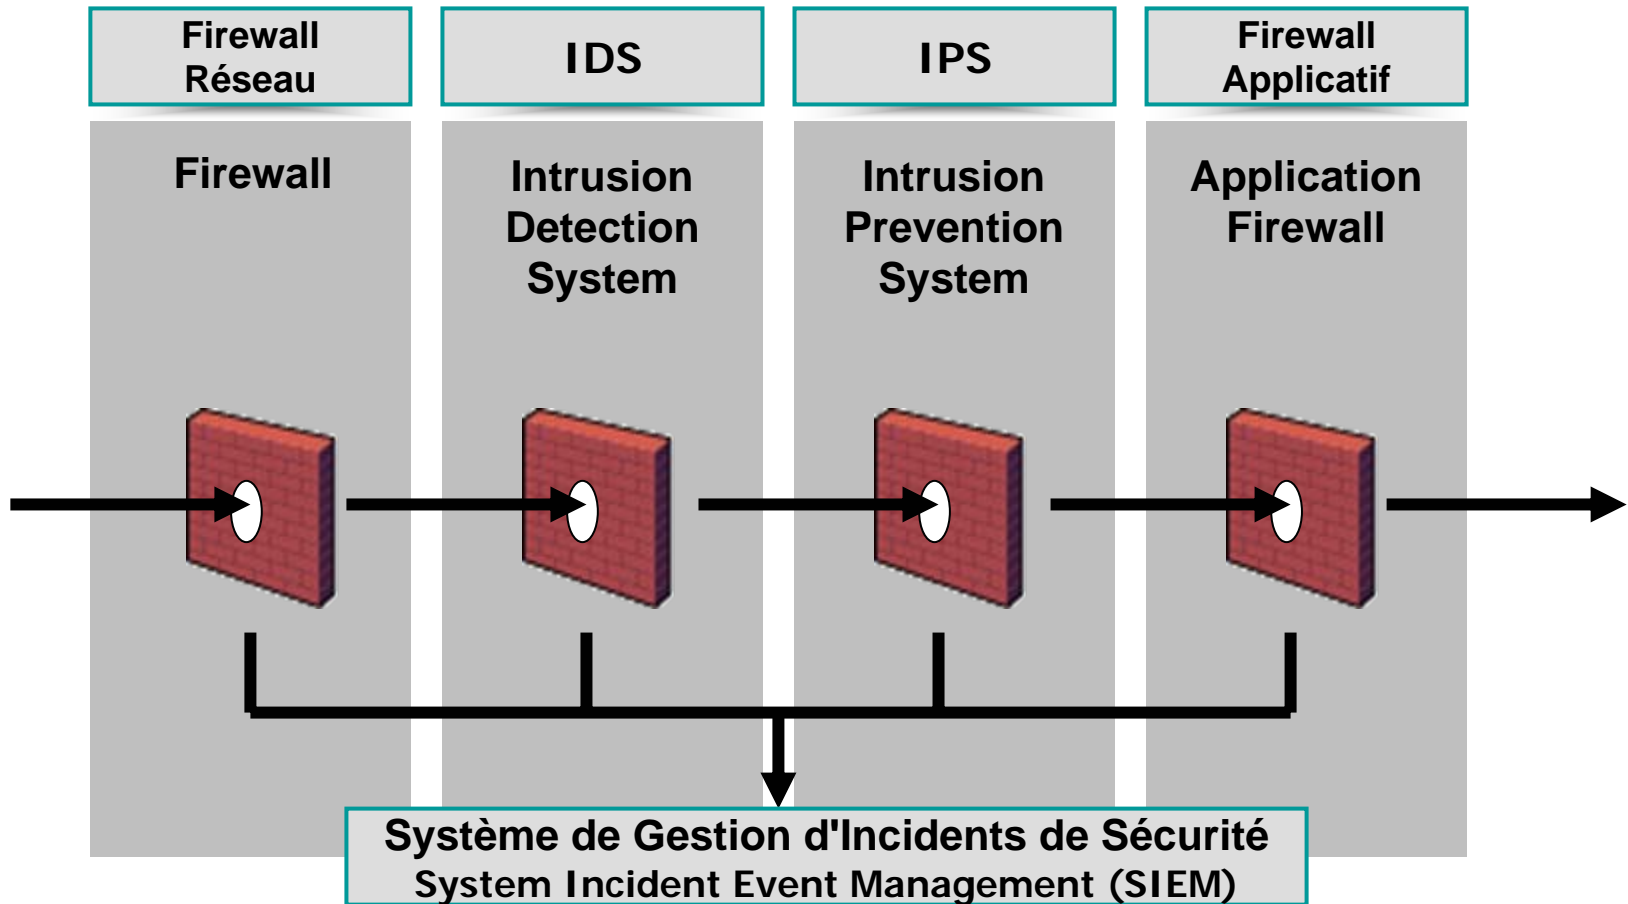 Firewall
Réseau
IDS
IPS
Firewall
Applicatif
Firewall
Intrusion
Detection
System
Intrusion
Prevention
System
Application
Firewall
Système de Gestion d'Incidents de Sécurité
System Incident Event Management (SIEM)